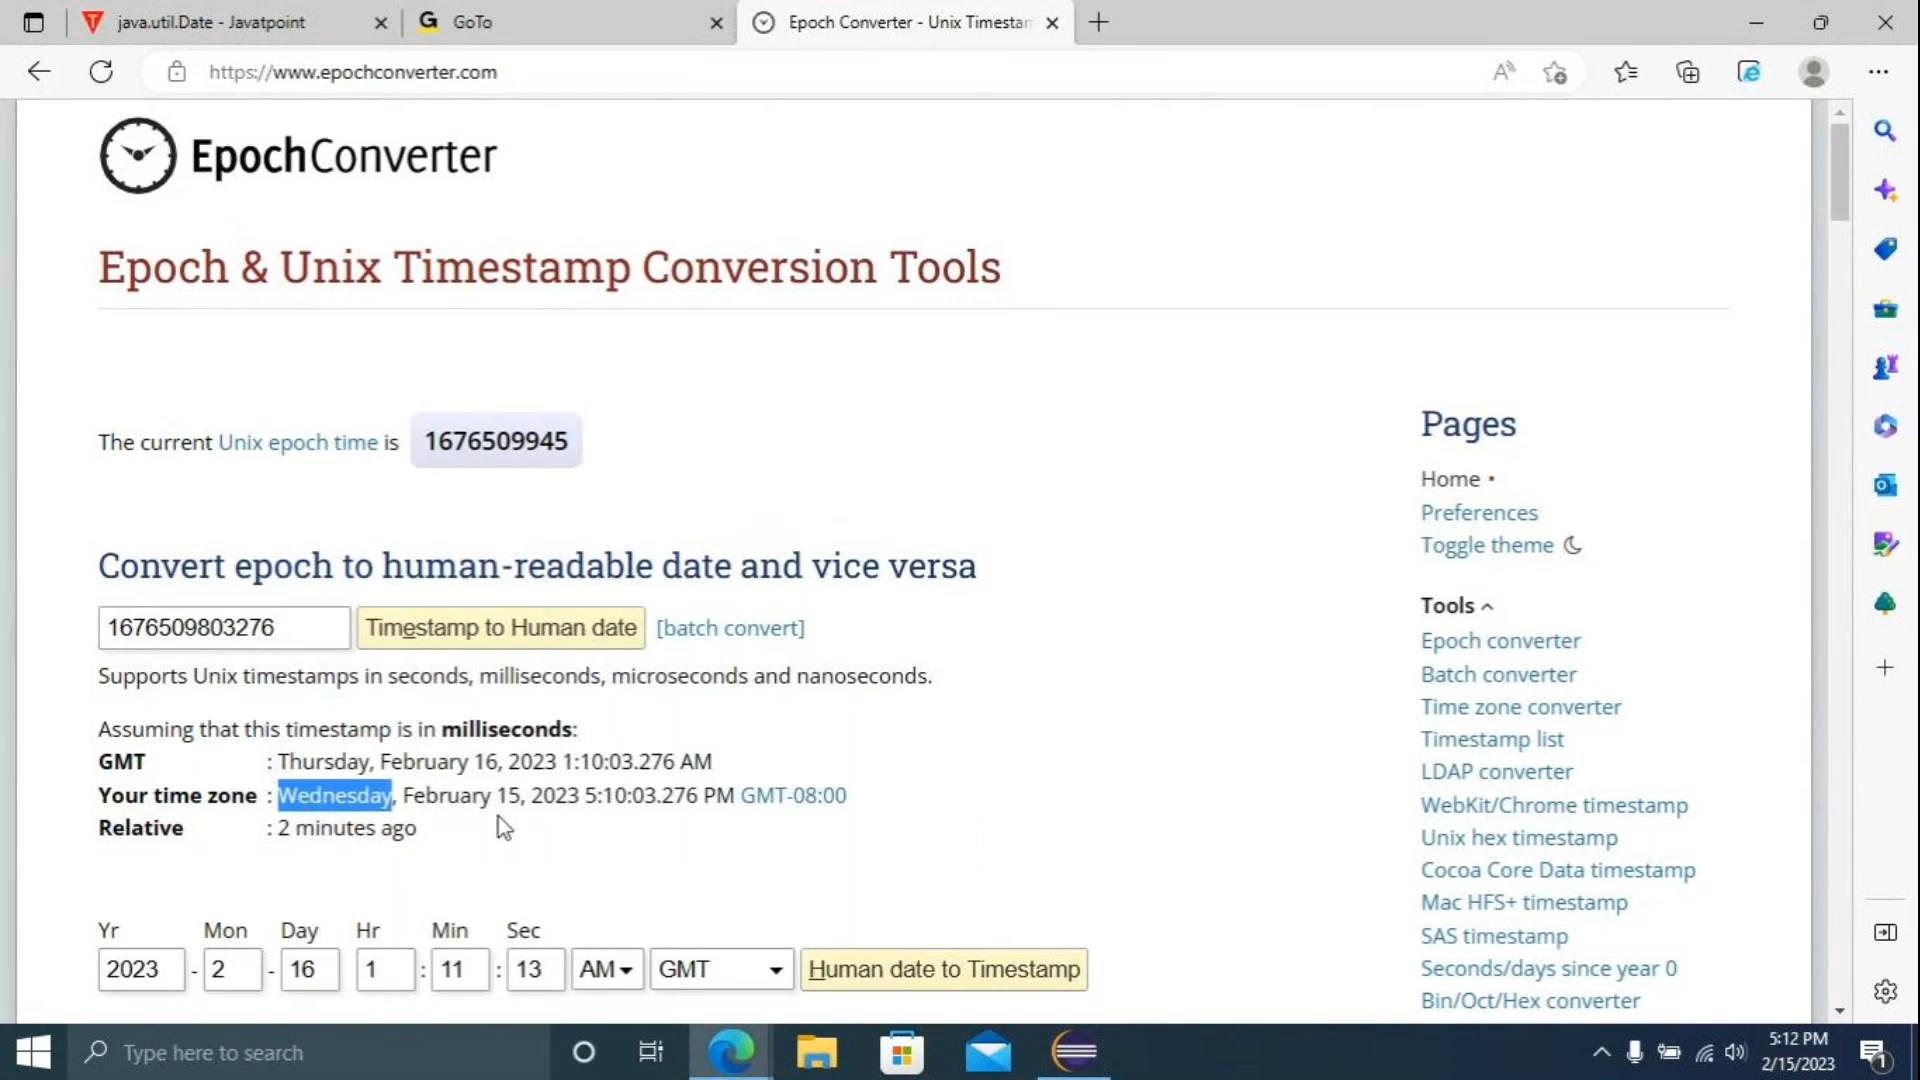 java.util.Date - Javatpoint
GoTo
Epoch Converter - Unix Timestam
https://www.epochconverter.com
EpochConverter
Epoch & Unix Timestamp Conversion Tools
The current Unix epoch time is 1676509945
Convert epoch to human-readable date and vice versa
1676509803276 Timestamp to Human date [batch convert]
Supports Unix timestamps in seconds, milliseconds, microseconds and nanoseconds.
Assuming that this timestamp is in milliseconds:
GMT : Thursday, February 16, 2023 1:10:03.276 AM
Your time zone : Wednesday, February 15, 2023 5:10:03.276 PM GMT-08:00
Relative : 2 minutes ago
Yr Mon Day Hr Min Sec
2023 - 2 - 16 1 : 11 : 13 AM GMT Human date to Timestamp
Pages
Home •
Preferences
Toggle theme
Tools
Epoch converter
Batch converter
Time zone converter
Timestamp list
LDAP converter
WebKit/Chrome timestamp
Unix hex timestamp
Cocoa Core Data timestamp
Mac HFS+ timestamp
SAS timestamp
Seconds/days since year 0
Bin/Oct/Hex converter
Type here to search
5:12 PM
2/15/2023
1